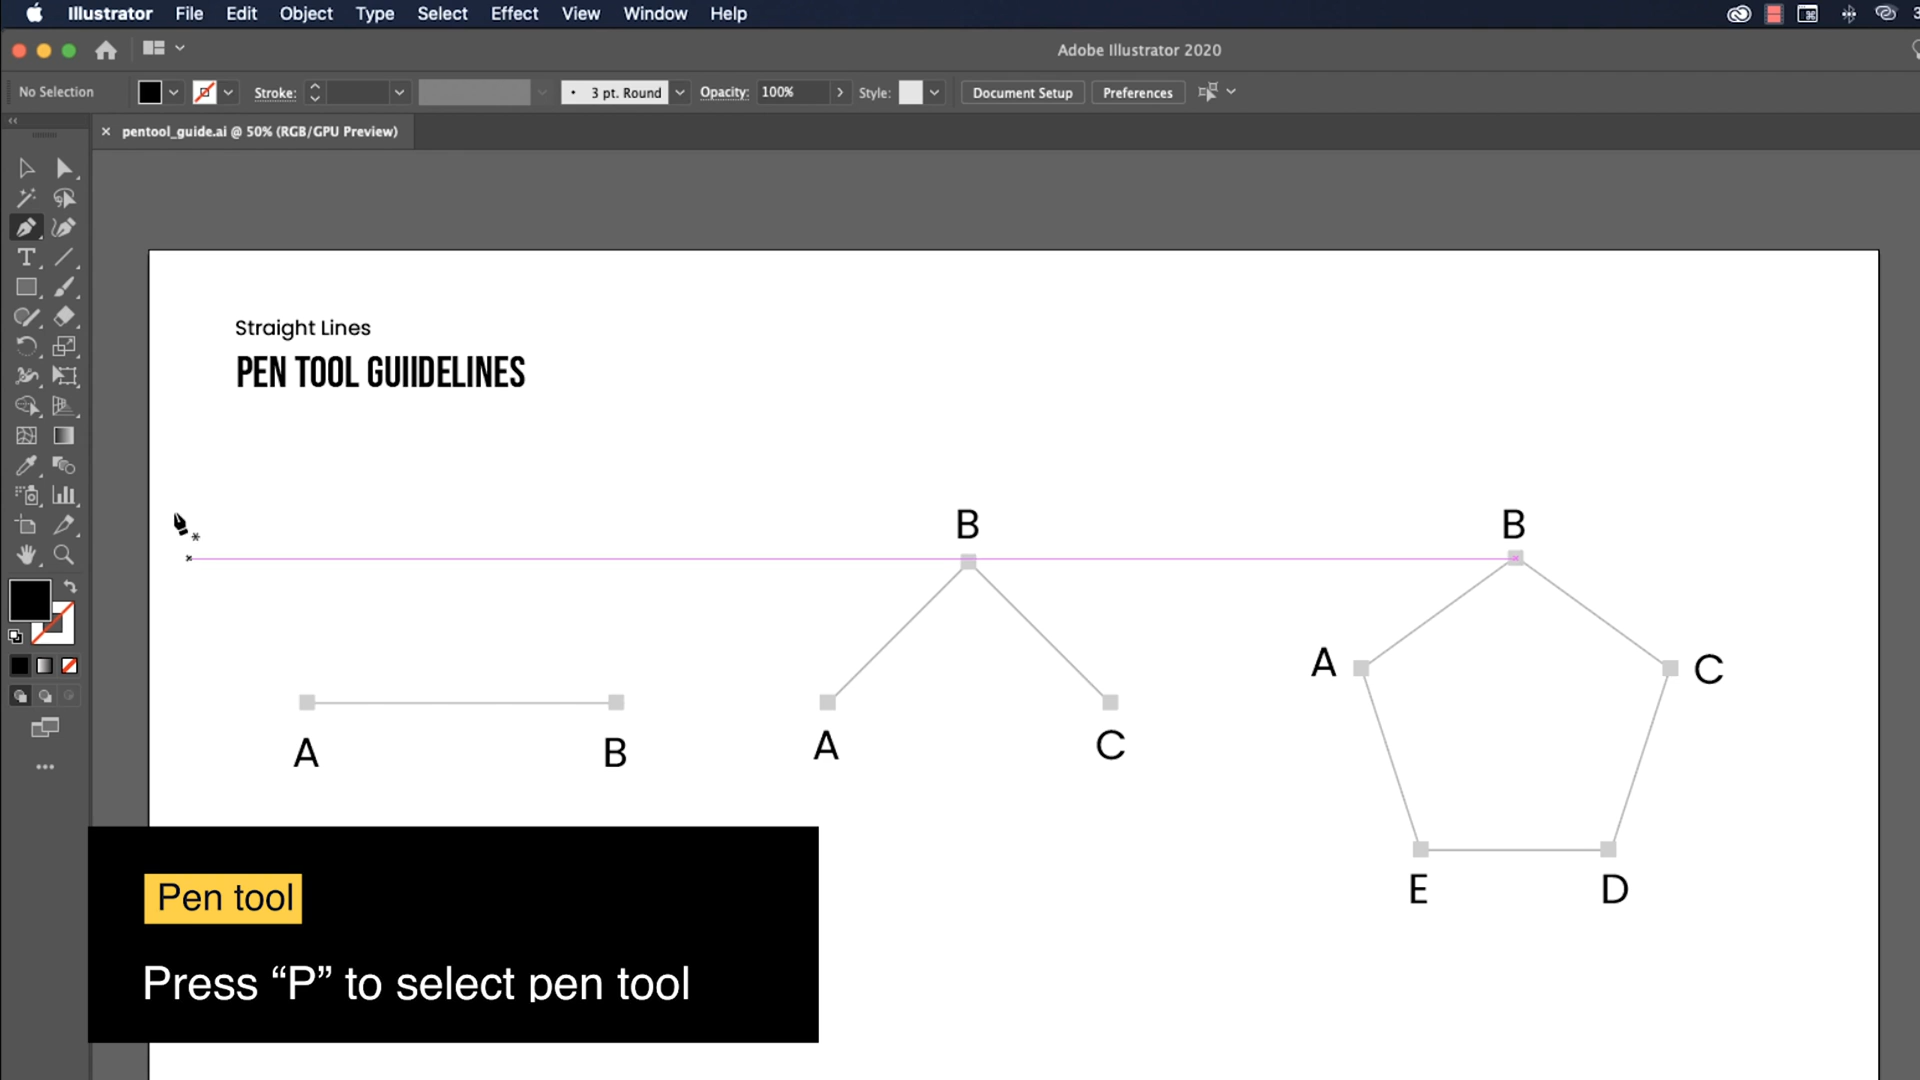 Illustrator File Edit Object Type Select Effect View Window Help
Adobe Illustrator 2020
No Selection Stroke: 3 pt. Round Opacity: 100% Style: Document Setup Preferences
pentool_guide.ai @ 50% (RGB/GPU Preview)
Straight Lines
PEN TOOL GUIIDELINES
B B
A C
A B A C
E D
Pen tool
Press “P” to select pen tool